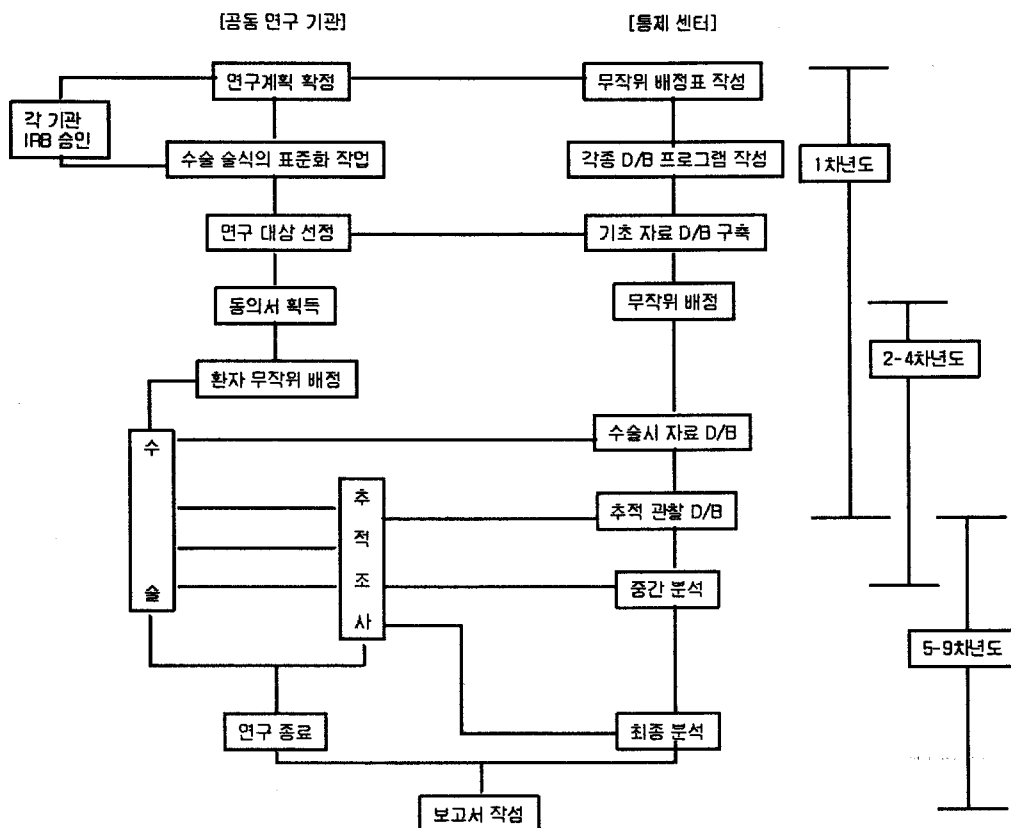 [공동 연구 기관]
[통제 센터]
연구계획 확정
무작위 배정표 작성
각 기관
IRB 승인
수술 술식의 표준화 작업
각종 D/B 프로그램 작성
1차년도
연구 대상 선정
기초 자료 D/B 구축
동의서 획득
무작위 배정
2-4차년도
환자 무작위 배정
수술
수술시 자료 D/B
추적조사
추적 관찰 D/B
중간 분석
5-9차년도
연구 종료
최종 분석
보고서 작성